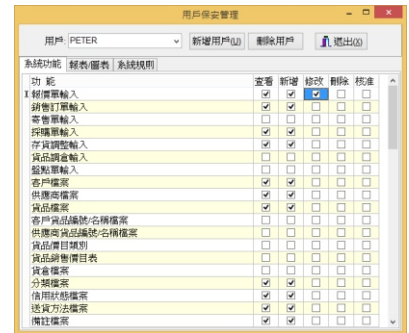 用戶保安管理
用戶: PETER 新增用戶(U) 刪除用戶 退出(X)
系統功能 報表/圖表 系統規則
功 能 查看 新增 修改 刪除 核准
報價單輸入
銷售訂單輸入
寄售單輸入
採購單輸入
存貨調整輸入
貨品調倉輸入
盤點單輸入
客戶檔案
供應商檔案
貨品檔案
客戶貨品編號/名稱檔案
供應商貨品編號/名稱檔案
貨品價目類別
貨品銷售價目表
貨倉檔案
分類檔案
信用狀態檔案
送貨方法檔案
備註檔案